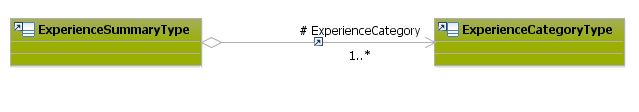 ExperienceSummaryType
# ExperienceCategory
1..*
ExperienceCategoryType